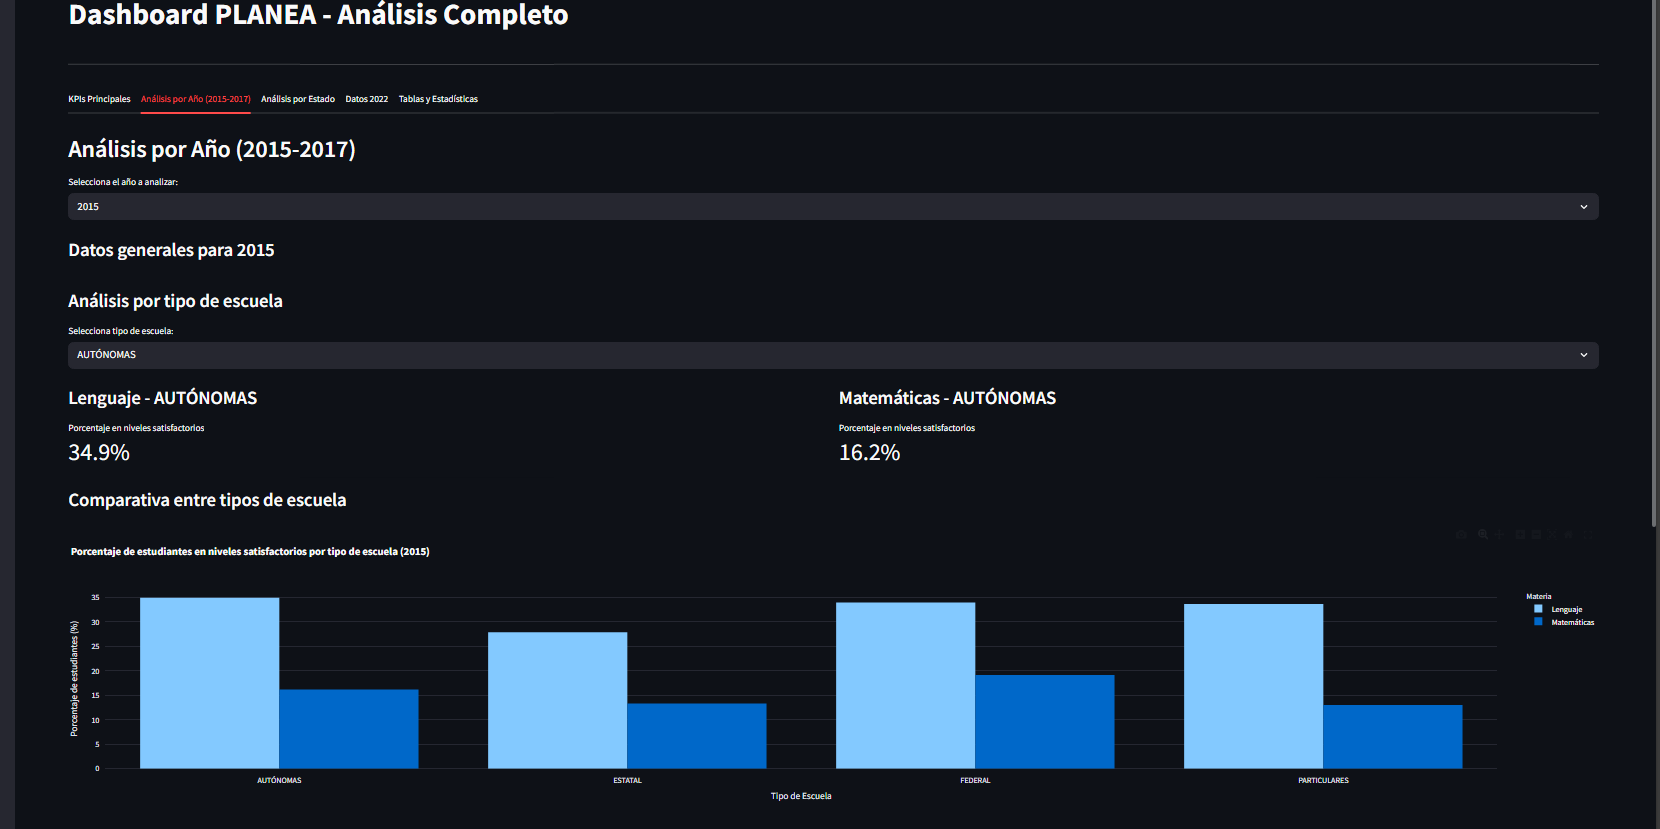 Dashboard PLANEA - Análisis Completo
KPIs Principales Análisis por Año (2015-2017) Análisis por Estado Datos 2022 Tablas y Estadísticas
Análisis por Año (2015-2017)
Selecciona el año a analizar:
2015
Datos generales para 2015
Análisis por tipo de escuela
Selecciona tipo de escuela:
AUTÓNOMAS
Lenguaje - AUTÓNOMAS
Porcentaje en niveles satisfactorios
34.9%
Matemáticas - AUTÓNOMAS
Porcentaje en niveles satisfactorios
16.2%
Comparativa entre tipos de escuela
Porcentaje de estudiantes en niveles satisfactorios por tipo de escuela (2015)
Porcentaje de estudiantes (%)
35
30
25
20
15
10
5
0
AUTÓNOMAS ESTATAL FEDERAL PARTICULARES
Tipo de Escuela
Materia
Lenguaje
Matemáticas